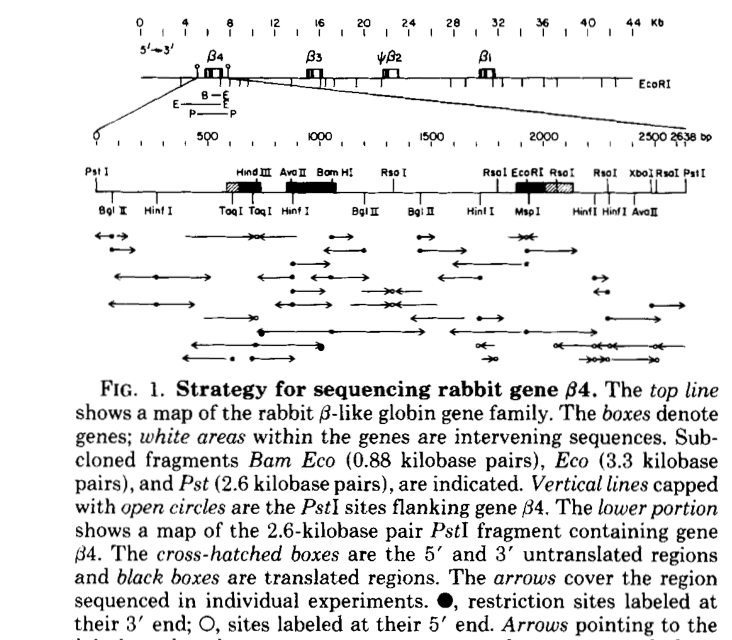 0 4 8 12 16 20 24 28 32 36 40 44 Kb
5'→3'
β4 β3 ψβ2 β1
EcoRI
B E
E E
P P
0 500 1000 1500 2000 2500 2638 bp
Pst I Hind III Ava II Bam HI Rsa I Rsa I EcoRI Rsa I Rsa I Xba I Rsa I Pst I
Bgl II Hinf I Taq I Taq I Hinf I Bgl II Bgl II Hinf I Msp I Hinf I Hinf I Ava II
FIG. 1. Strategy for sequencing rabbit gene β4. The top line
shows a map of the rabbit β-like globin gene family. The boxes denote
genes; white areas within the genes are intervening sequences. Sub-
cloned fragments Bam Eco (0.88 kilobase pairs), Eco (3.3 kilobase
pairs), and Pst (2.6 kilobase pairs), are indicated. Vertical lines capped
with open circles are the PstI sites flanking gene β4. The lower portion
shows a map of the 2.6-kilobase pair PstI fragment containing gene
β4. The cross-hatched boxes are the 5' and 3' untranslated regions
and black boxes are translated regions. The arrows cover the region
sequenced in individual experiments. ●, restriction sites labeled at
their 3' end; ○, sites labeled at their 5' end. Arrows pointing to the